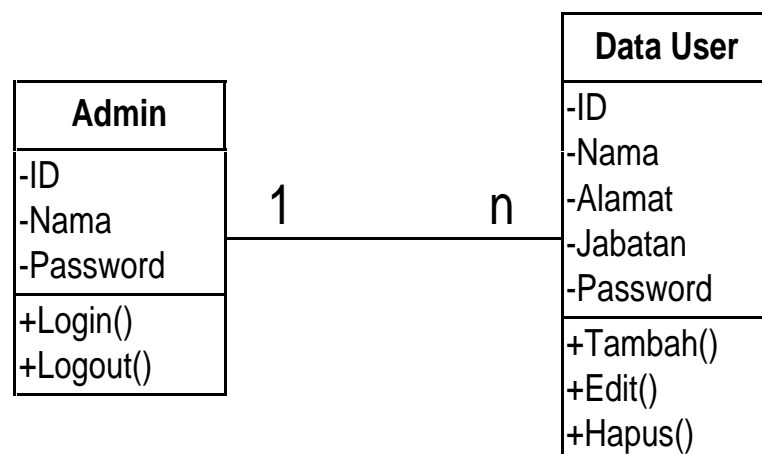 Admin
-ID
-Nama
-Password
+Login()
+Logout()
1
n
Data User
-ID
-Nama
-Alamat
-Jabatan
-Password
+Tambah()
+Edit()
+Hapus()